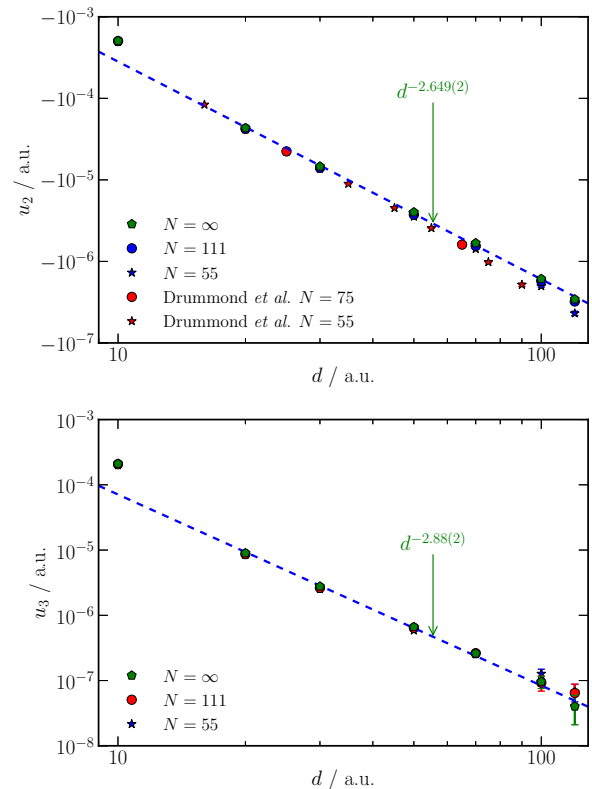 −10⁻³
−10⁻⁴
−10⁻⁵
−10⁻⁶
−10⁻⁷
u₂ / a.u.
d^−2.649(2)
N = ∞
N = 111
N = 55
Drummond et al. N = 75
Drummond et al. N = 55
10 100
d / a.u.
10⁻³
10⁻⁴
10⁻⁵
10⁻⁶
10⁻⁷
10⁻⁸
u₃ / a.u.
d^−2.88(2)
N = ∞
N = 111
N = 55
10 100
d / a.u.